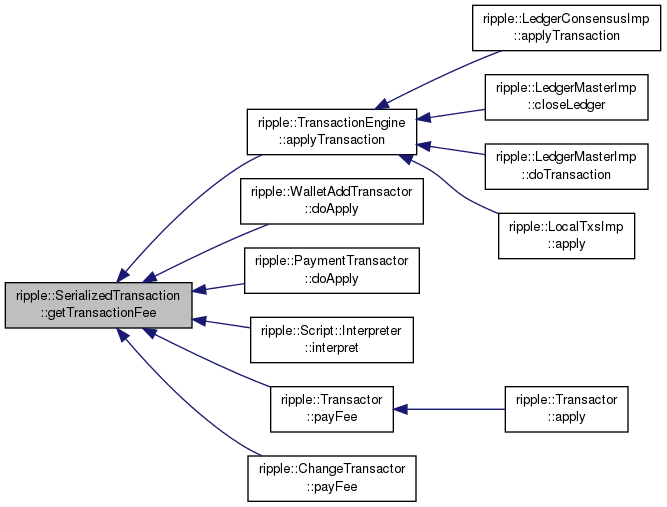 ripple::LedgerConsensusImp
::applyTransaction
ripple::LedgerMasterImp
::closeLedger
ripple::TransactionEngine
::applyTransaction
ripple::LedgerMasterImp
::doTransaction
ripple::WalletAddTransactor
::doApply
ripple::LocalTxsImp
::apply
ripple::PaymentTransactor
::doApply
ripple::SerializedTransaction
::getTransactionFee
ripple::Script::Interpreter
::interpret
ripple::Transactor
::payFee
ripple::Transactor
::apply
ripple::ChangeTransactor
::payFee